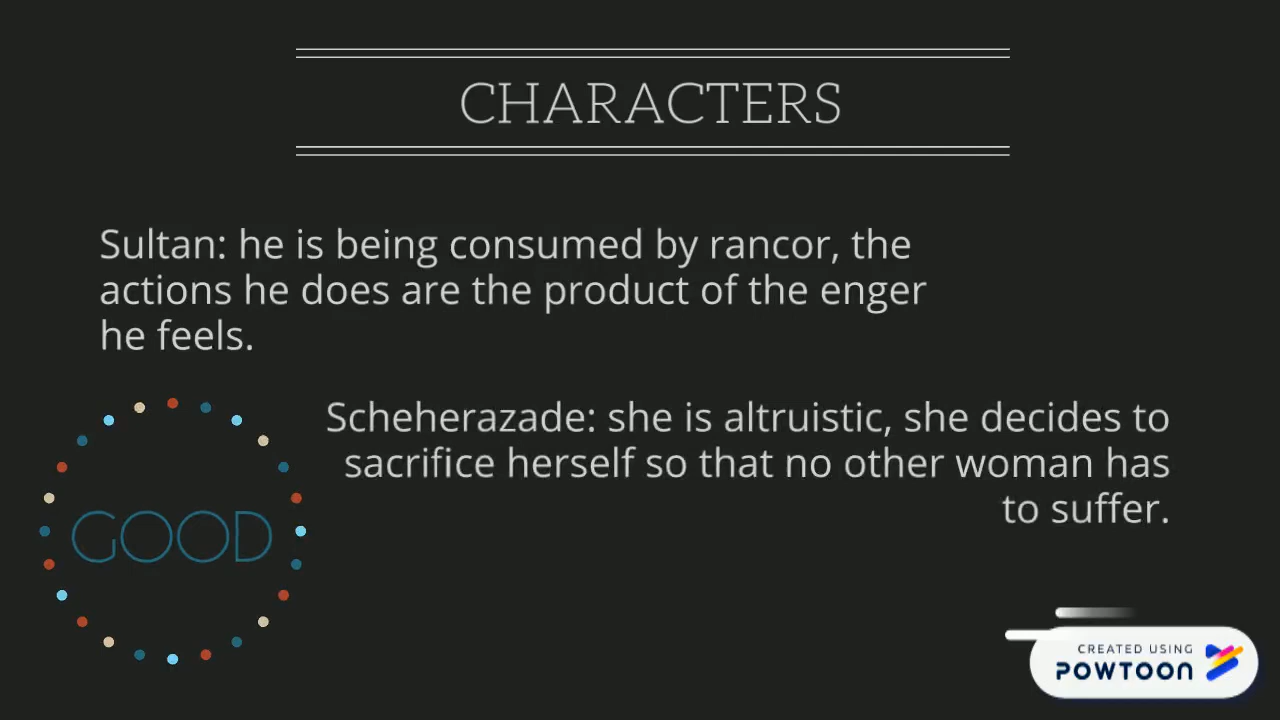 CHARACTERS
Sultan: he is being consumed by rancor, the
actions he does are the product of the enger
he feels.
Scheherazade: she is altruistic, she decides to
sacrifice herself so that no other woman has
to suffer.
GOOD
CREATED USING
POWTOON